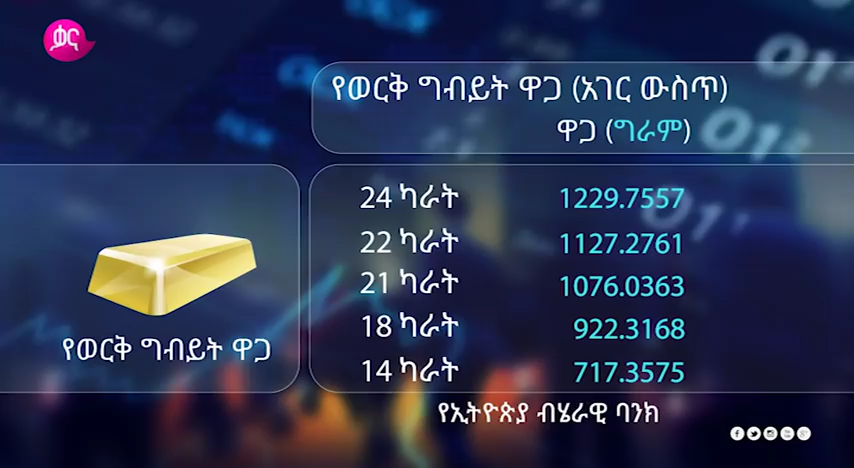 ቃና
የወርቅ ግብይት ዋጋ (አገር ውስጥ)
ዋጋ (ግራም)
24 ካራት 1229.7557
22 ካራት 1127.2761
21 ካራት 1076.0363
18 ካራት 922.3168
14 ካራት 717.3575
የወርቅ ግብይት ዋጋ
የኢትዮጵያ ብሄራዊ ባንክ